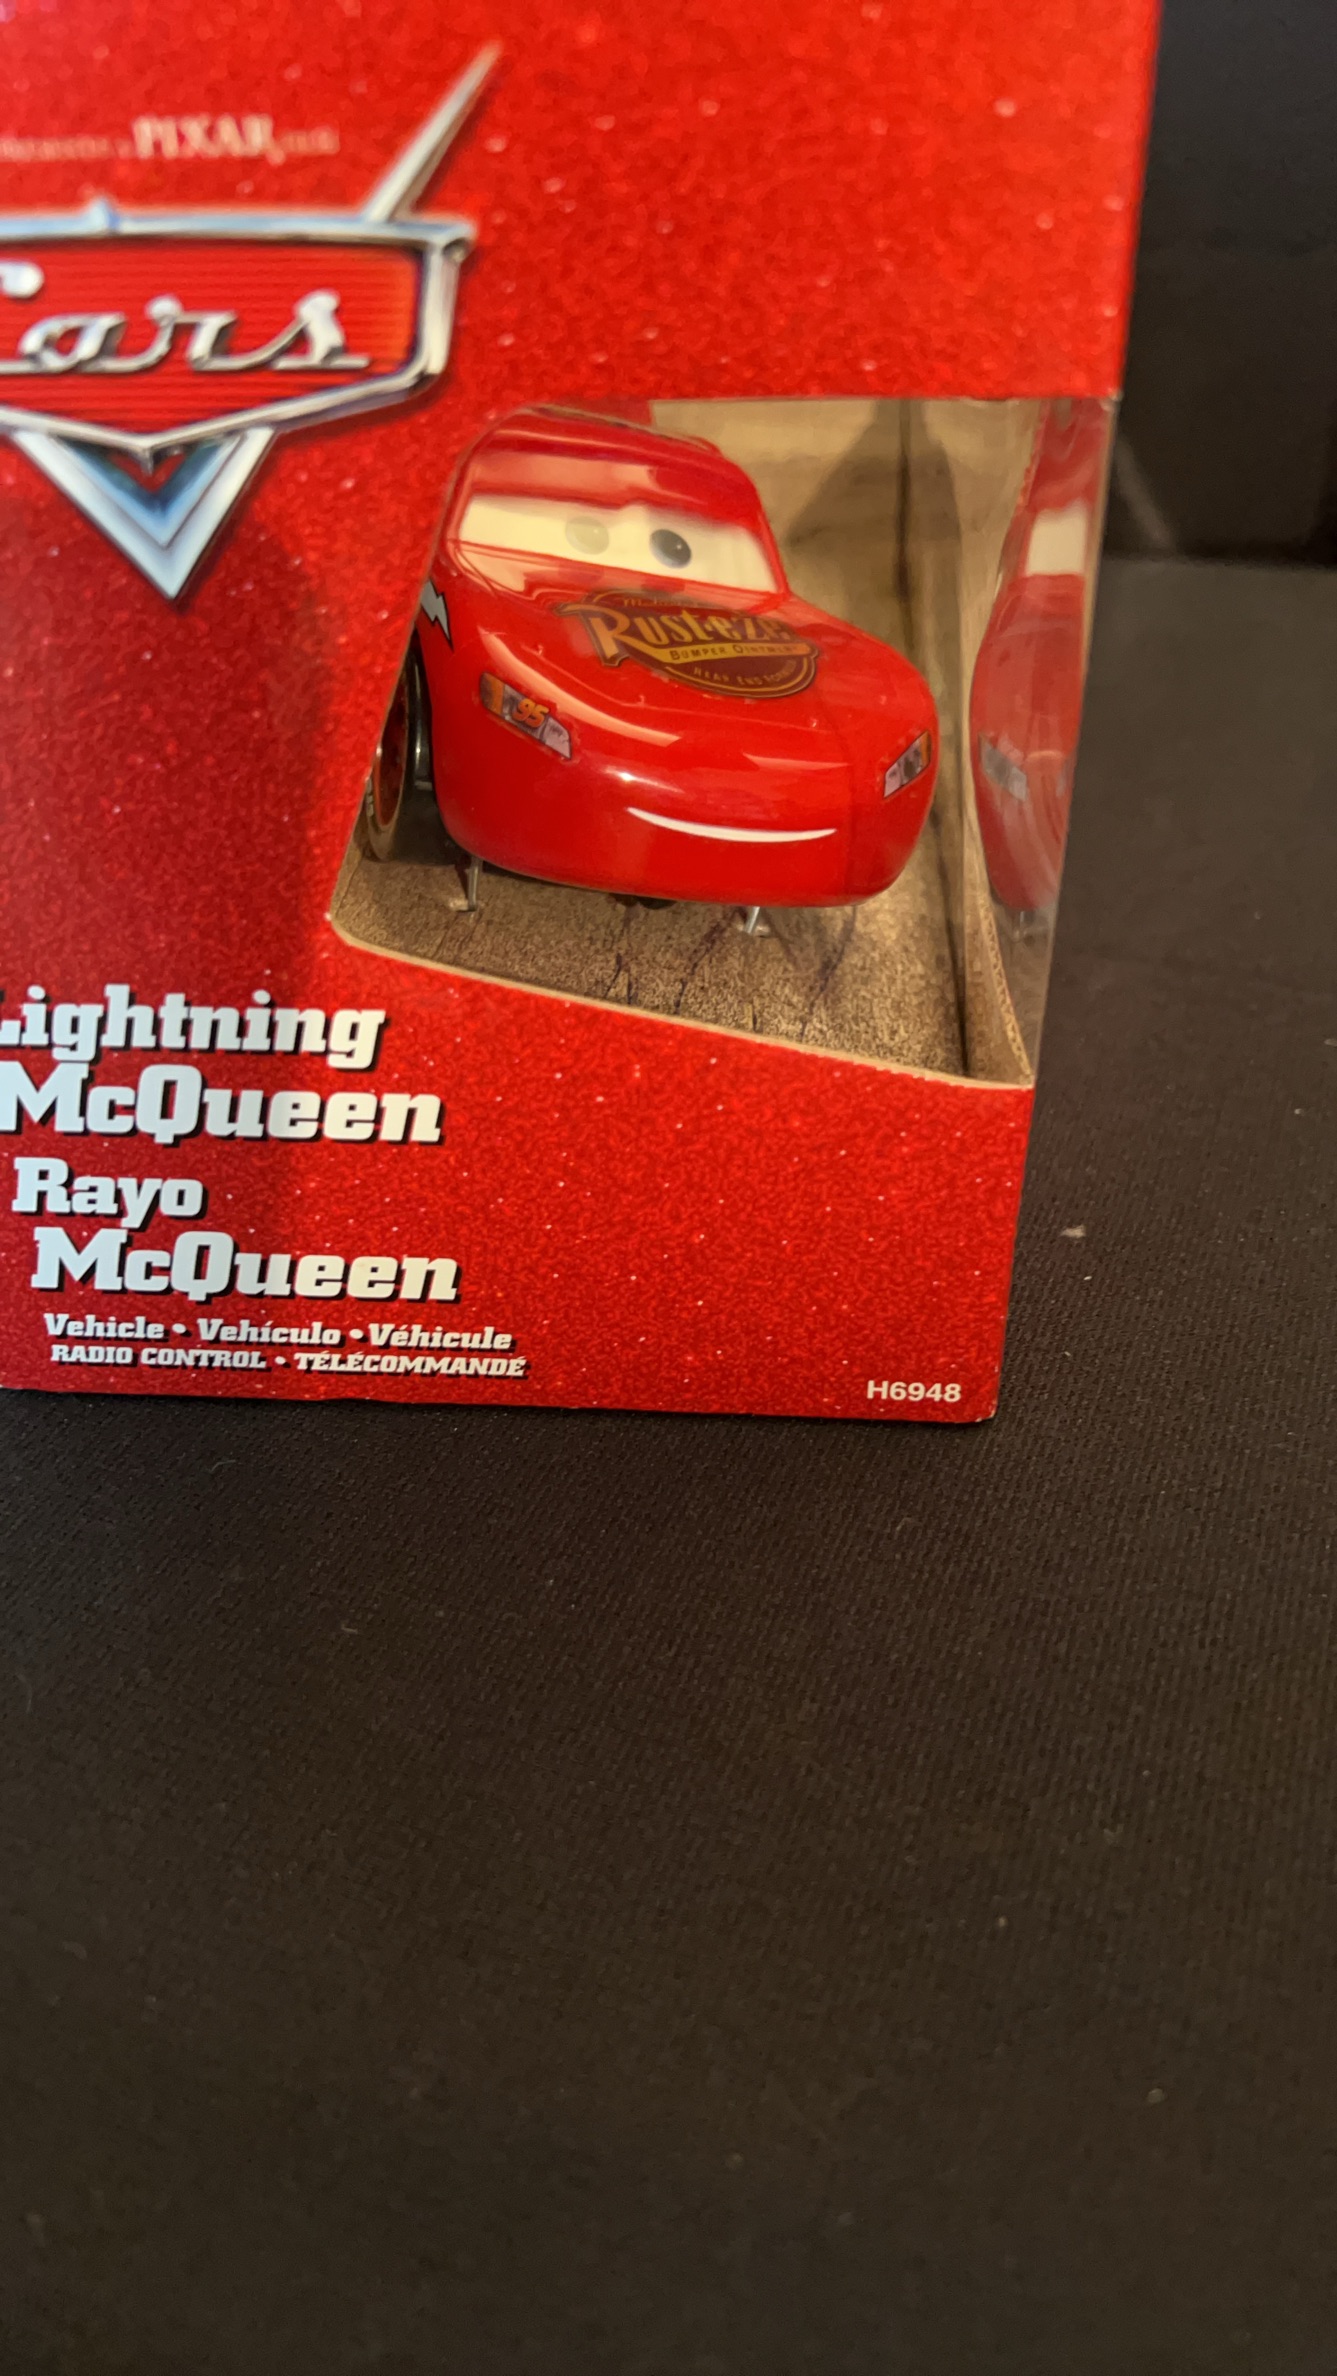 PIXAR
Cars
Rust-eze
BUMPER OINTMENT
95
Lightning
McQueen
Rayo
McQueen
Vehicle • Vehículo • Véhicule
RADIO CONTROL • TÉLÉCOMMANDÉ
H6948